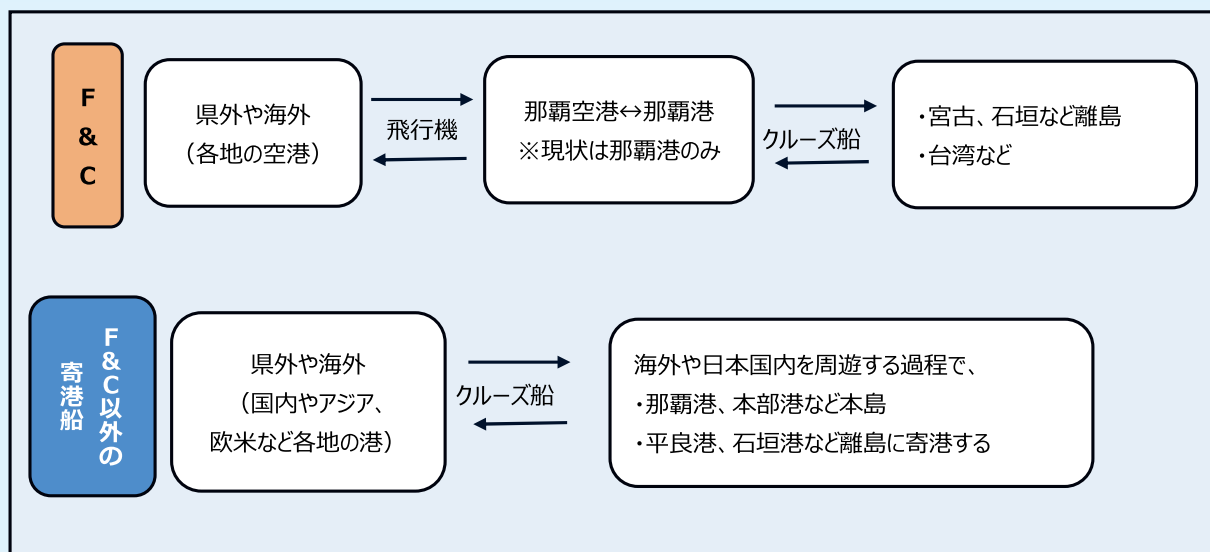 F&C
県外や海外
（各地の空港）
飛行機
那覇空港↔那覇港
※現状は那覇港のみ
クルーズ船
・宮古、石垣など離島
・台湾など
F&C以外の
寄港船
県外や海外
（国内やアジア、
欧米など各地の港）
クルーズ船
海外や日本国内を周遊する過程で、
・那覇港、本部港など本島
・平良港、石垣港など離島に寄港する